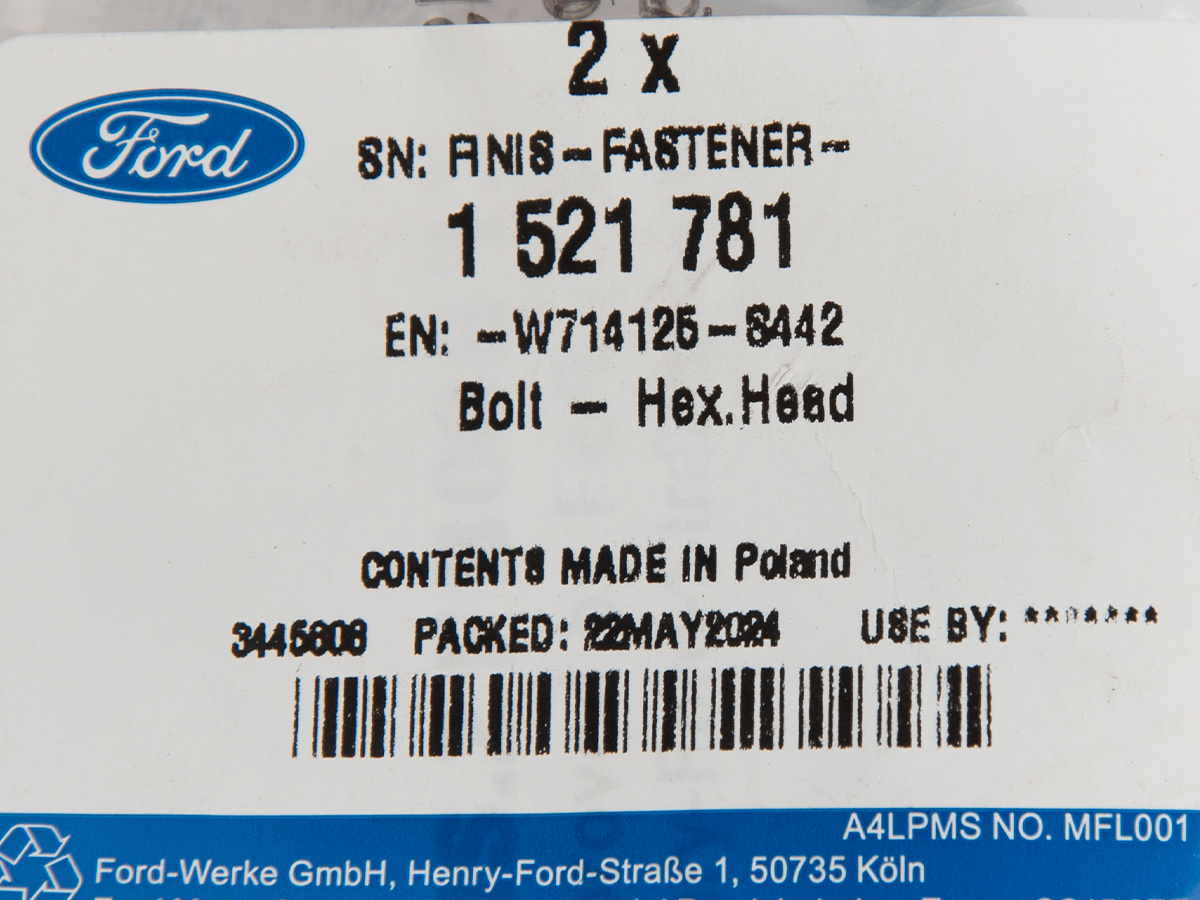 2 x
Ford
SN: FINIS-FASTENER-
1 521 781
EN: -W714125-S442
Bolt - Hex.Head
CONTENTS MADE IN Poland
PACKED: 22MAY2024 USE BY: *******
A4LPMS NO. MFL001
Ford-Werke GmbH, Henry-Ford-Straße 1, 50735 Köln